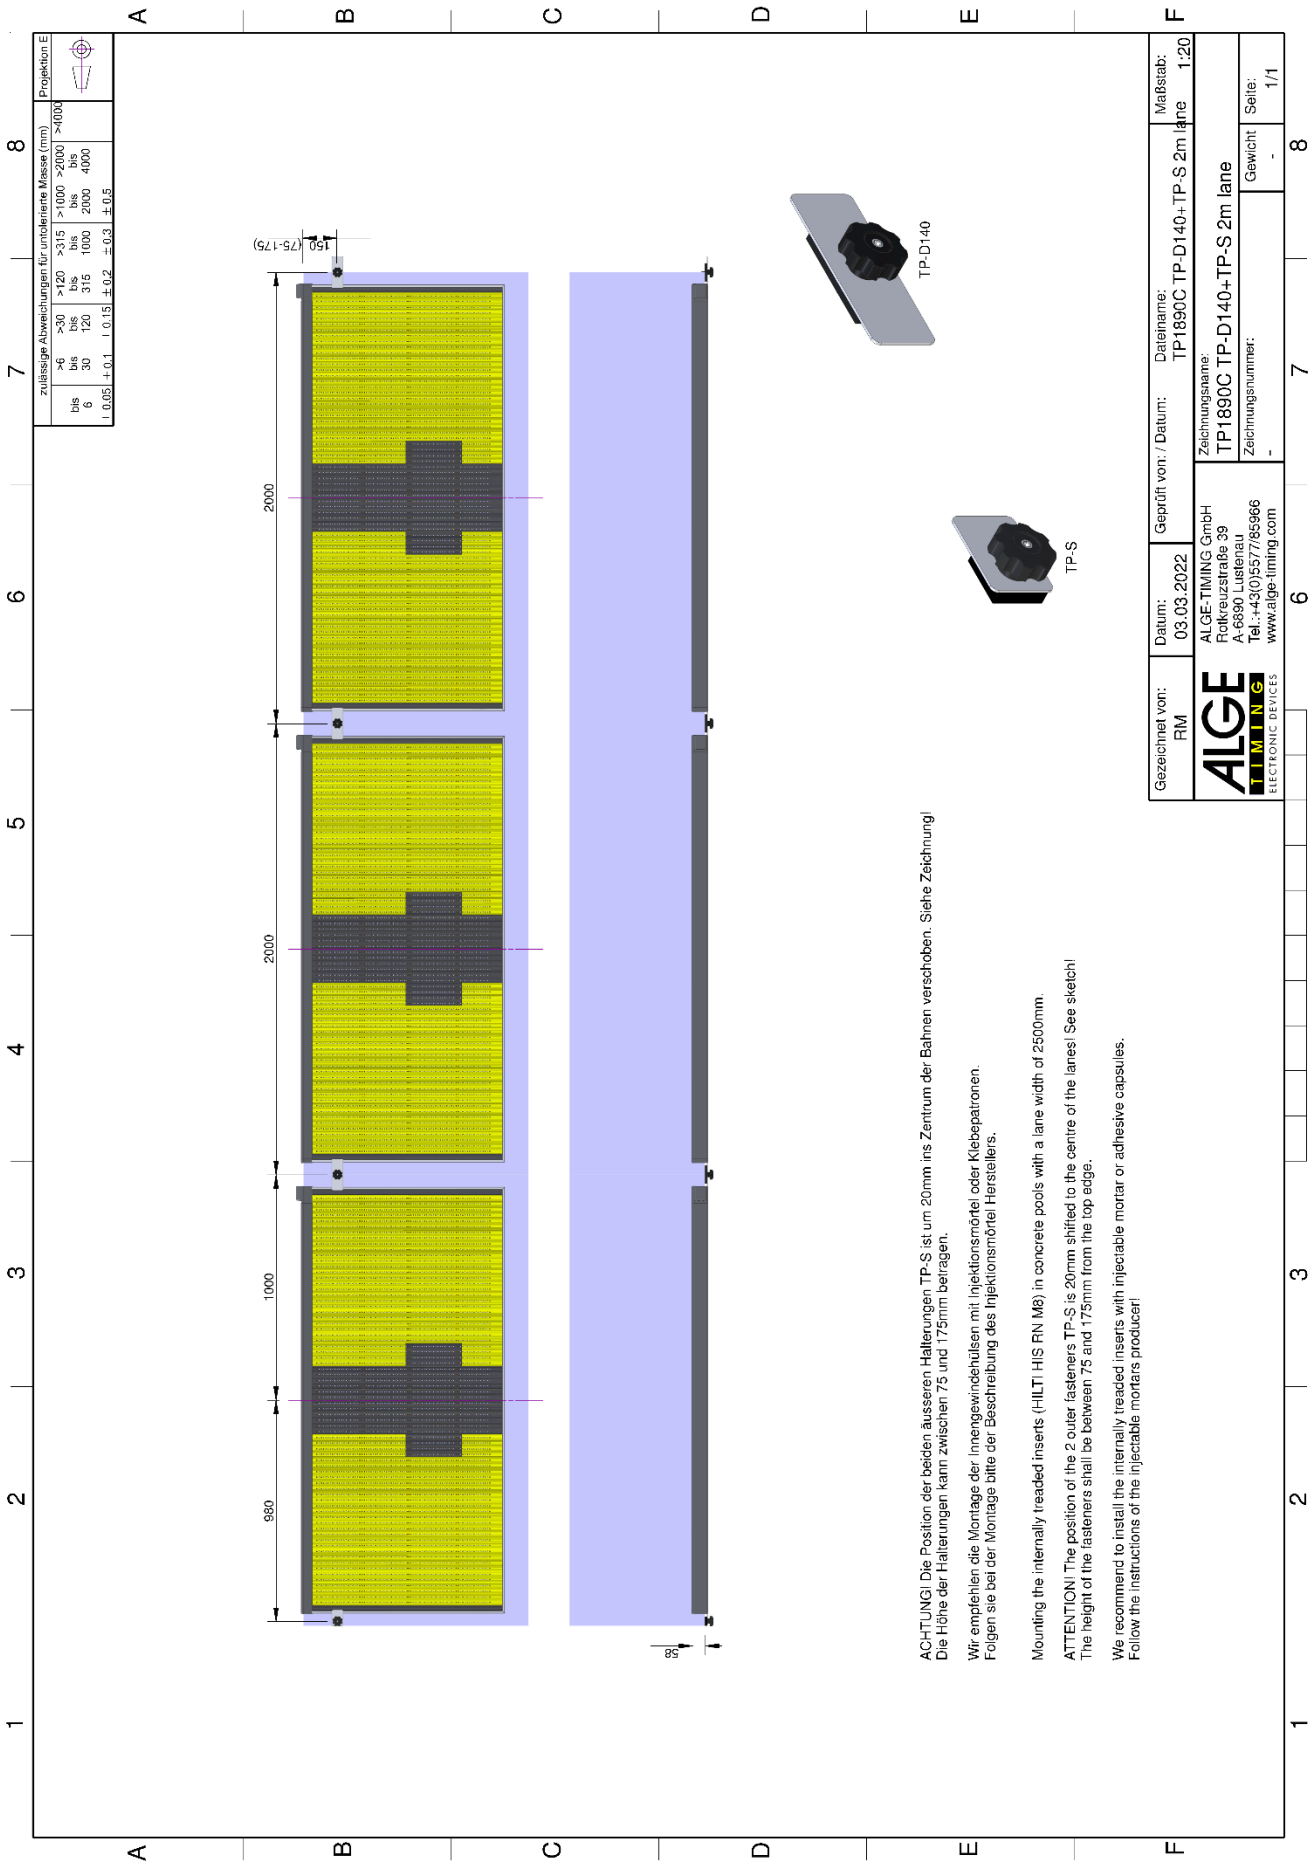 1 2 3 4 5 6 7 8
A
B
C
D
E
F
zulässige Abweichungen für untolerierte Masse (mm)
Projektion E
bis 6
>6 bis 30
>30 bis 120
>120 bis 315
>315 bis 1000
>1000 bis 2000
>2000 bis 4000
>4000
0,05
0,1
0,15
± 0,2
± 0,3
± 0,5
980
1000
2000
2000
150
(75-175)
58
TP-S
TP-D140
ACHTUNG! Die Position der beiden äusseren Halterungen TP-S ist um 20mm ins Zentrum der Bahnen verschoben. Siehe Zeichnung!
Die Höhe der Halterungen kann zwischen 75 und 175mm betragen.
Wir empfehlen die Montage der Innengewindehülsen mit Injektionsmörtel oder Klebepatronen.
Folgen sie bei der Montage bitte der Beschreibung des Injektionsmörtel Herstellers.
Mounting the internally treaded inserts (HILTI HIS RN M8) in concrete pools with a lane width of 2500mm.
ATTENTION! The position of the 2 outer fasteners TP-S is 20mm shifted to the centre of the lanes! See sketch!
The height of the fasteners shall be between 75 and 175mm from the top edge.
We recommend to install the internally treaded inserts with injectable mortar or adhesive capsules.
Follow the instructions of the injectable mortars producer!
Gezeichnet von:
RM
Datum:
03.03.2022
Geprüft von: / Datum:
Dateiname:
TP1890C TP-D140+TP-S 2m lane
Maßstab:
1:20
ALGE
TIMING
ELECTRONIC DEVICES
ALGE-TIMING GmbH
Rotkreuzstraße 39
A-6890 Lustenau
Tel.:+43(0)5577/85966
www.alge-timing.com
Zeichnungsname:
TP1890C TP-D140+TP-S 2m lane
Zeichnungsnummer:
-
Gewicht
-
Seite:
1/1
A
B
C
D
E
F
1 2 3 4 5 6 7 8